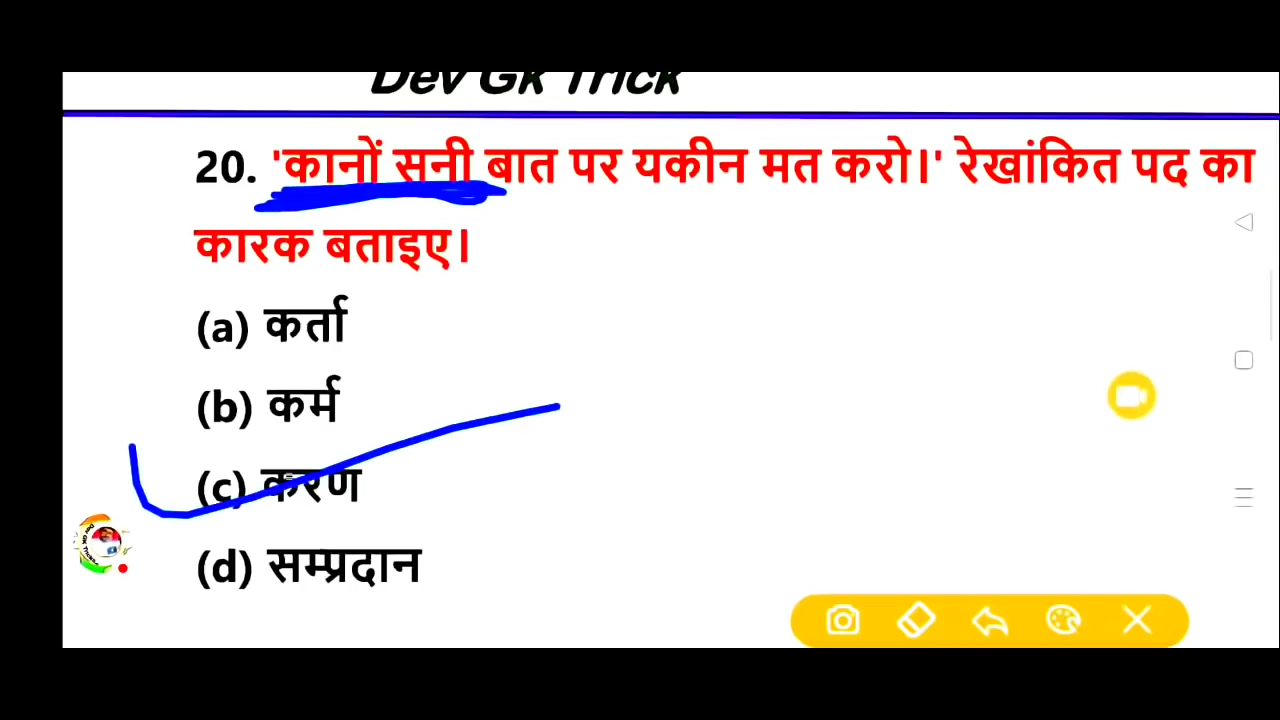 Dev GK Trick
20. 'कानों सनी बात पर यकीन मत करो।' रेखांकित पद का
कारक बताइए।
(a) कर्ता
(b) कर्म
(c) करण
(d) सम्प्रदान